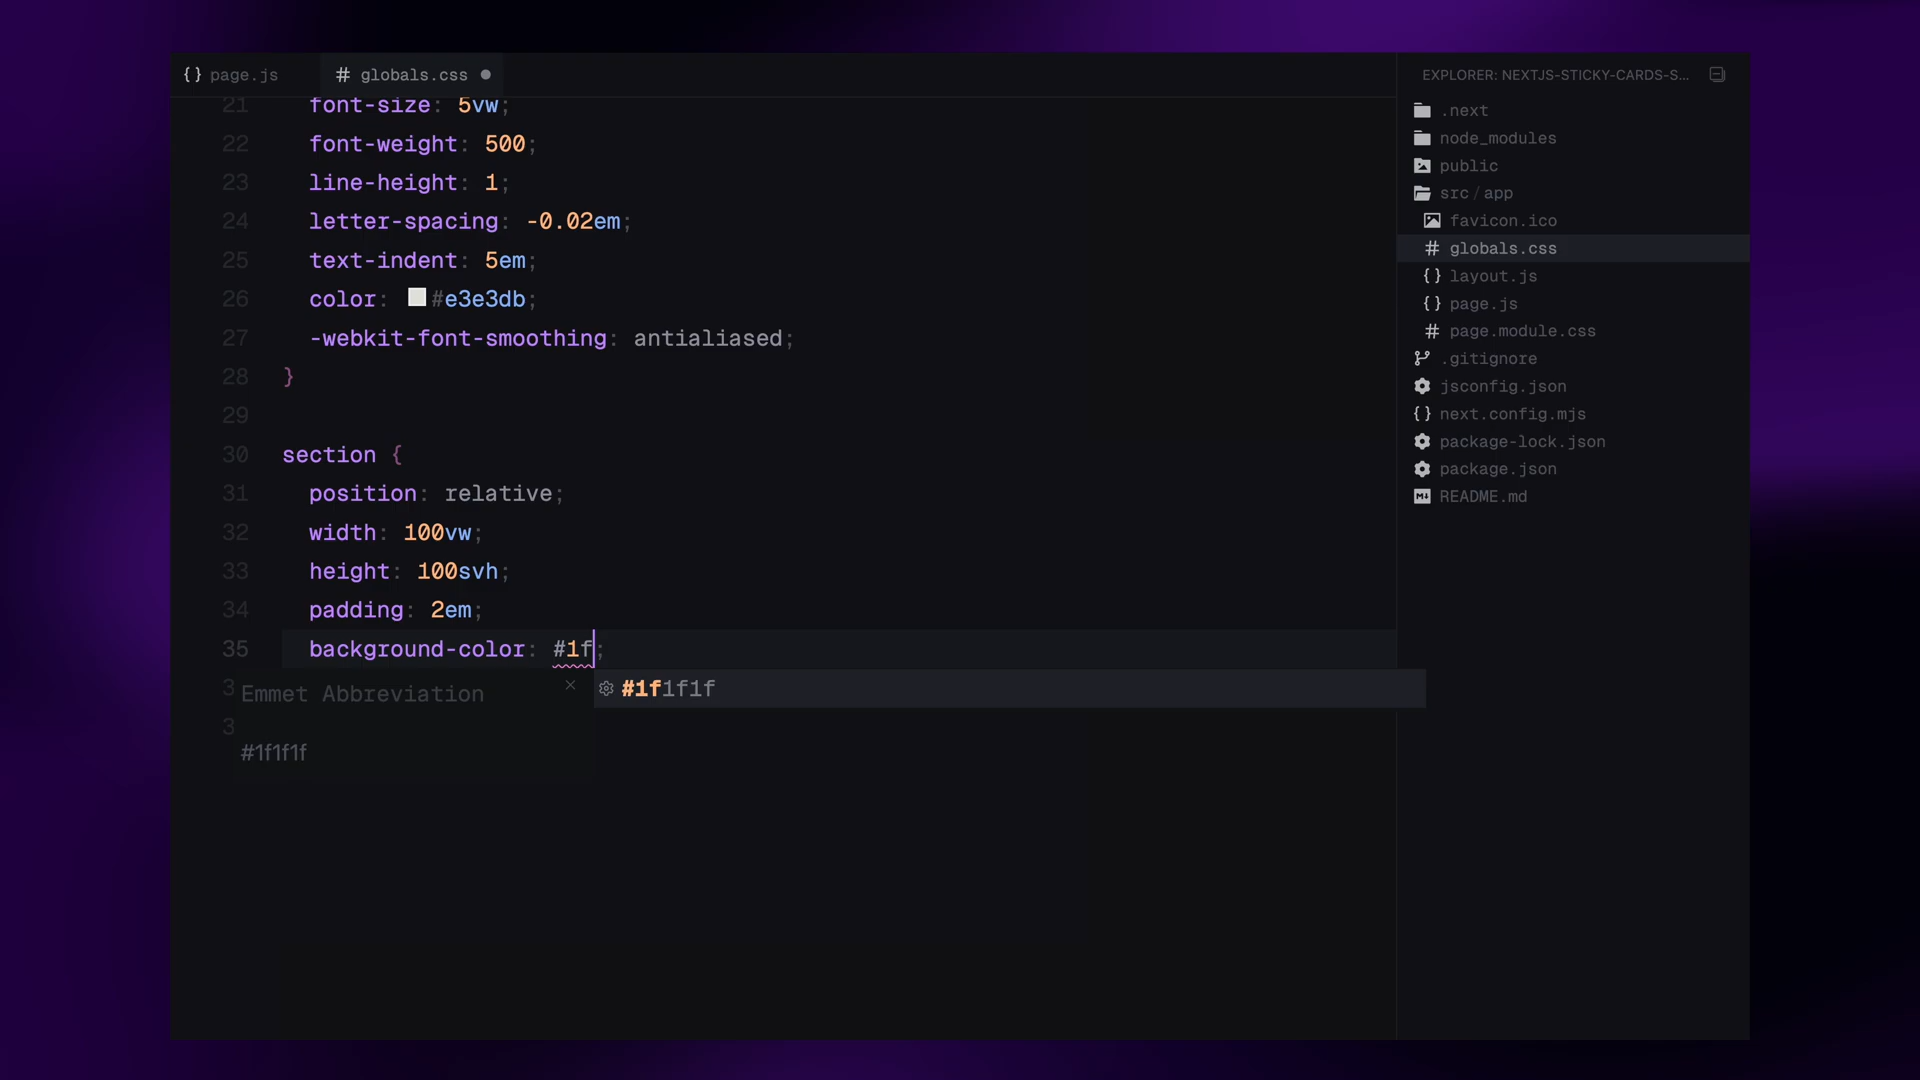 {} page.js
# globals.css
21 font-size: 5vw;
22 font-weight: 500;
23 line-height: 1;
24 letter-spacing: -0.02em;
25 text-indent: 5em;
26 color: #e3e3db;
27 -webkit-font-smoothing: antialiased;
28 }
29
30 section {
31 position: relative;
32 width: 100vw;
33 height: 100svh;
34 padding: 2em;
35 background-color: #1f;
3
Emmet Abbreviation
#1f1f1f
3
#1f1f1f
EXPLORER: NEXTJS-STICKY-CARDS-S...
.next
node_modules
public
src / app
favicon.ico
# globals.css
{} layout.js
{} page.js
# page.module.css
.gitignore
jsconfig.json
{} next.config.mjs
package-lock.json
package.json
README.md